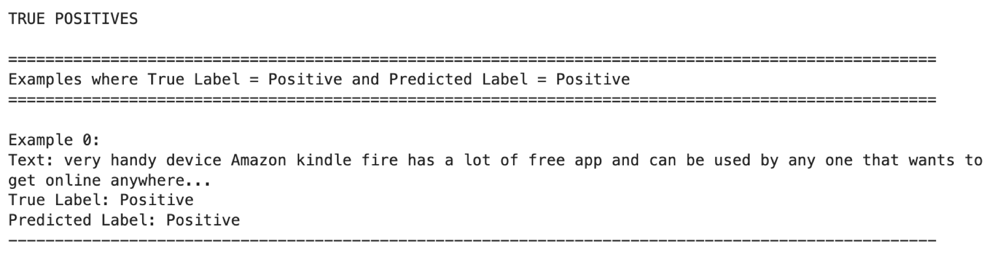 TRUE POSITIVES
====================================================================================================
Examples where True Label = Positive and Predicted Label = Positive
====================================================================================================
Example 0:
Text: very handy device Amazon kindle fire has a lot of free app and can be used by any one that wants to
get online anywhere...
True Label: Positive
Predicted Label: Positive
----------------------------------------------------------------------------------------------------